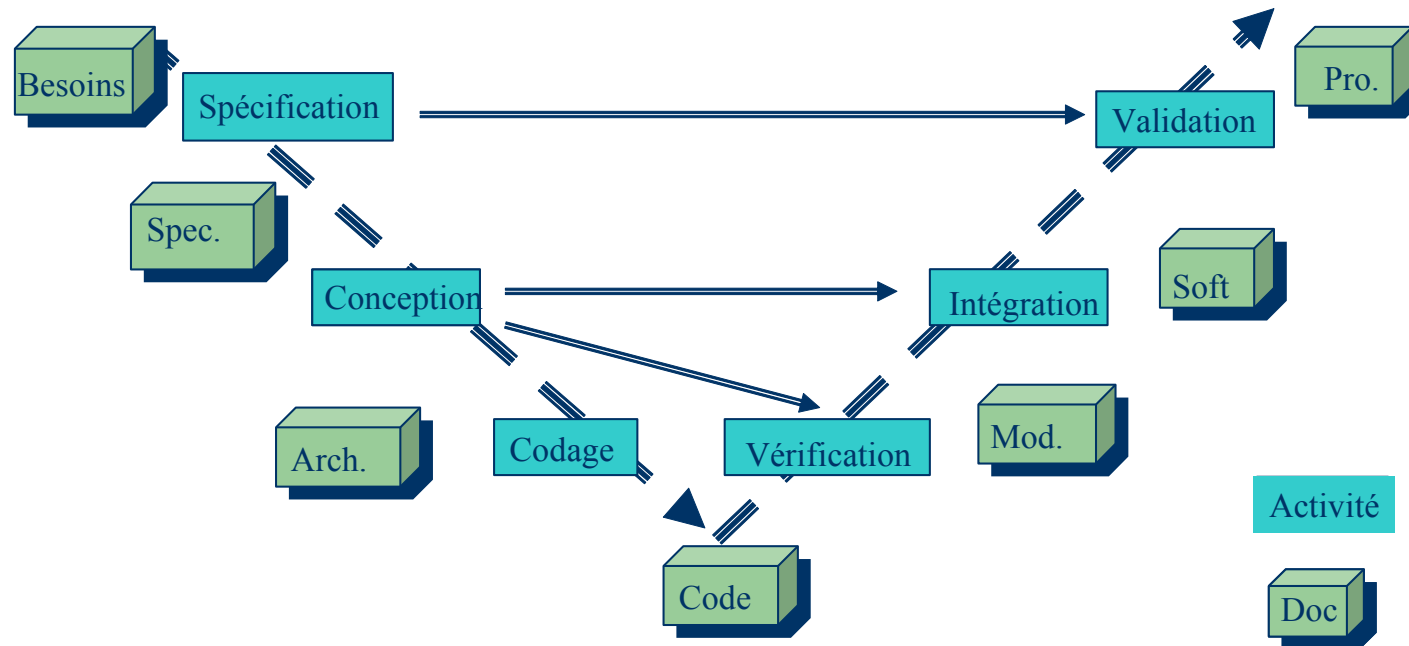 Besoins
Spécification
Validation
Pro.
Spec.
Conception
Intégration
Soft
Arch.
Codage
Vérification
Mod.
Code
Activité
Doc